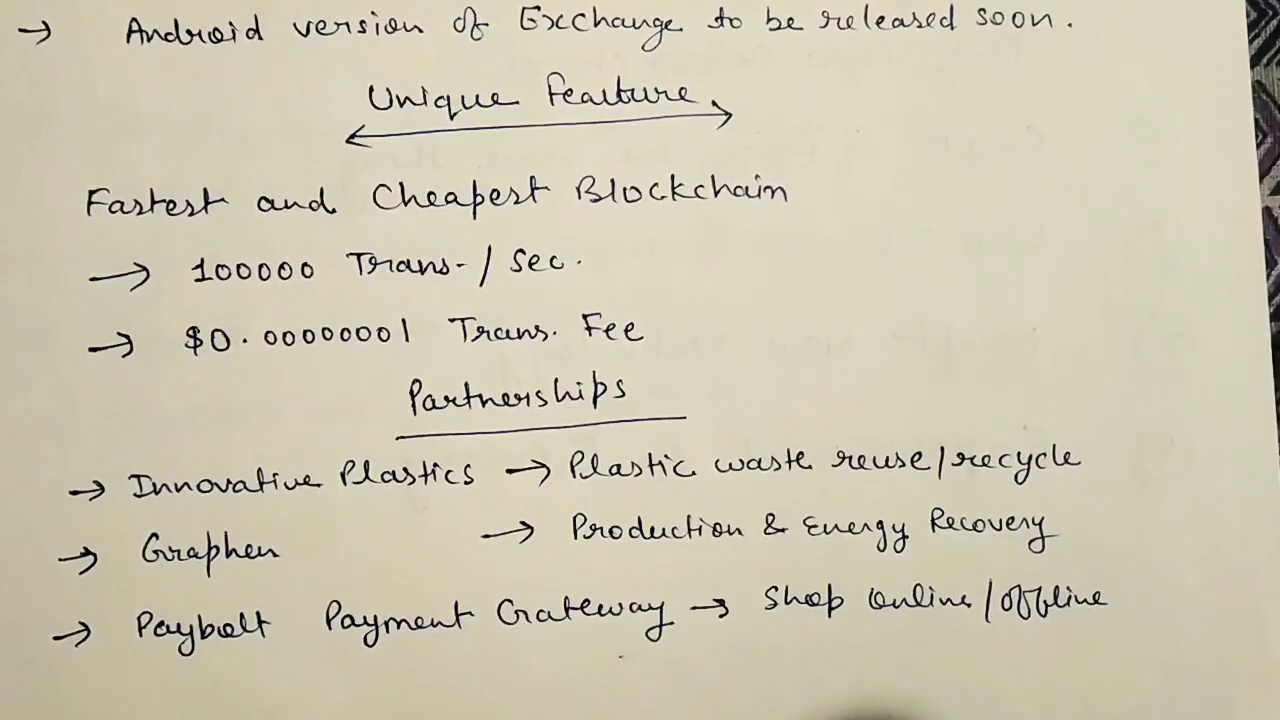 → Android version of Exchange to be released soon.
Unique Feature
Fastest and Cheapest Blockchain
→ 100000 Trans-/Sec.
→ $0.00000001 Trans. Fee
Partnerships
→ Innovative Plastics → Plastic waste reuse/recycle
→ Graphen → Production & Energy Recovery
→ Paybolt Payment Gateway → Shop online/offline